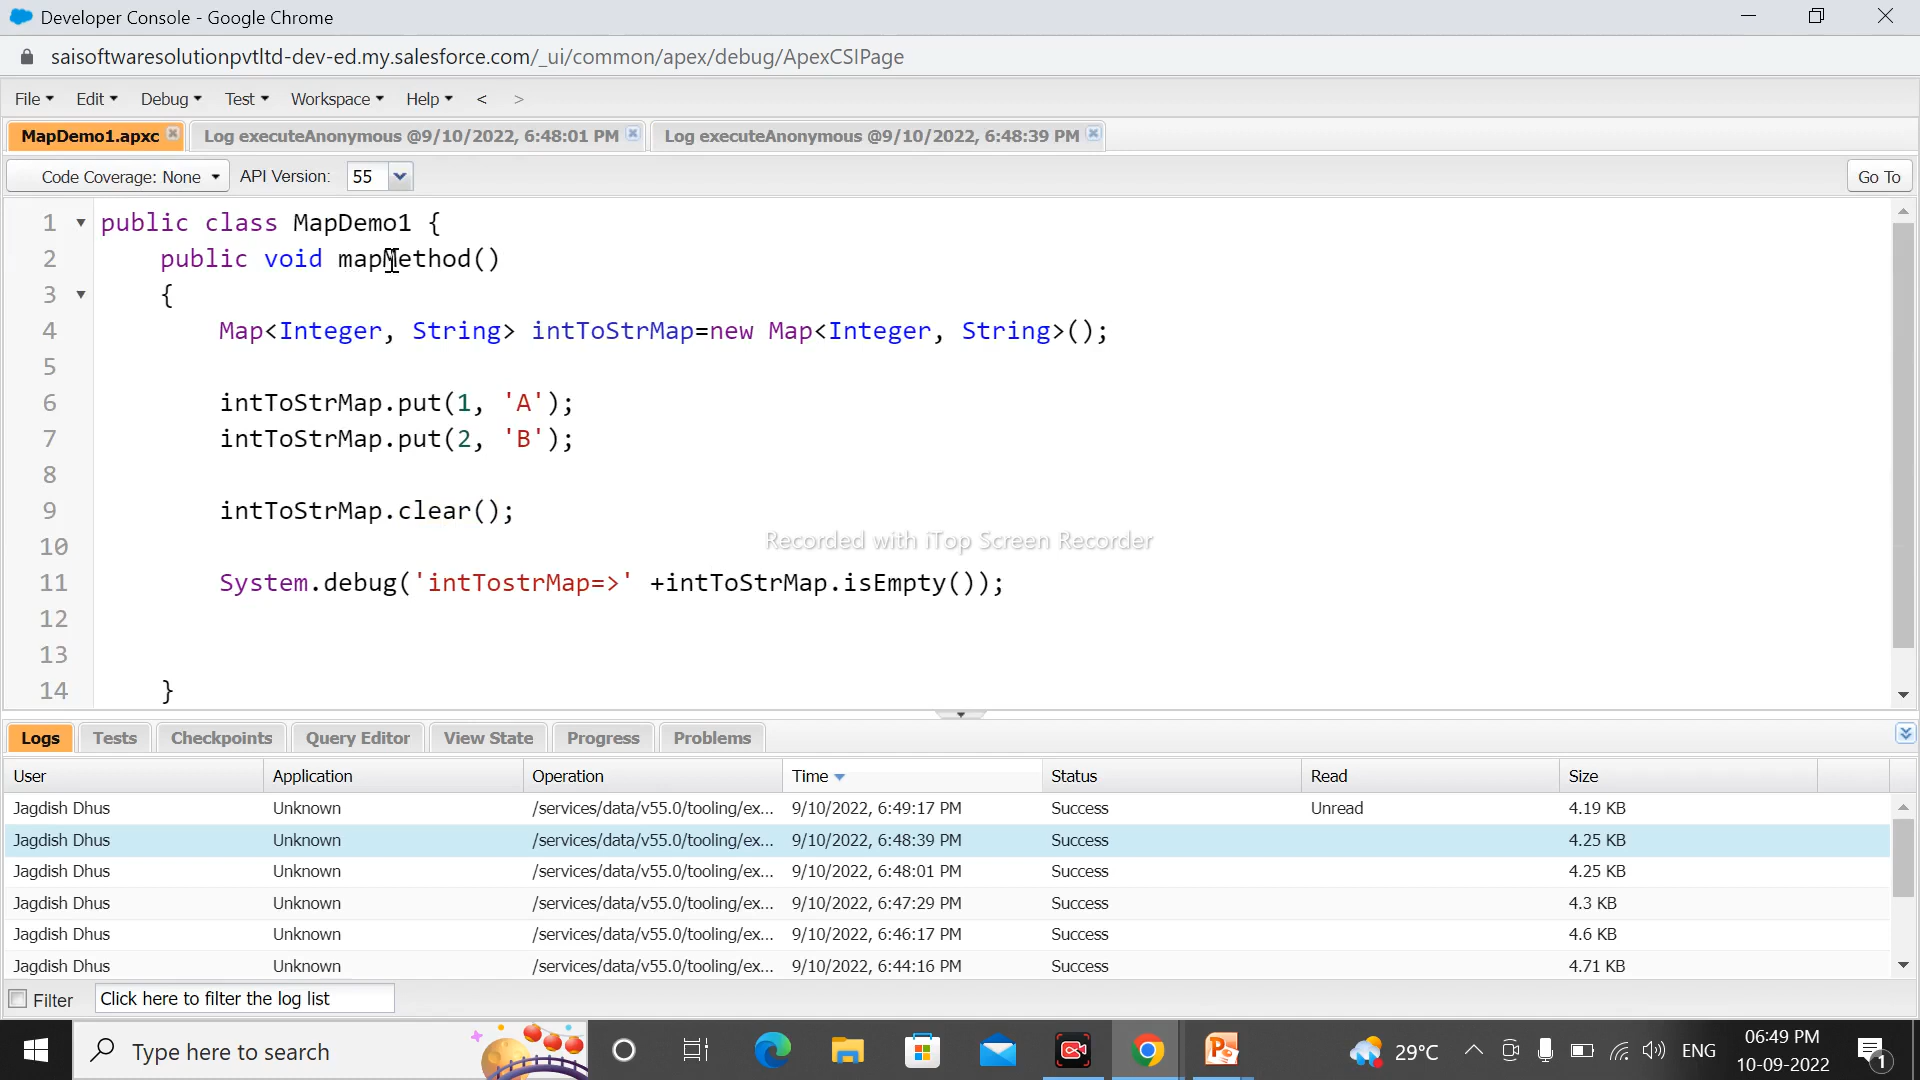 Developer Console - Google Chrome
saisoftwaresolutionpvtltd-dev-ed.my.salesforce.com/_ui/common/apex/debug/ApexCSIPage
File Edit Debug Test Workspace Help < >
MapDemo1.apxc Log executeAnonymous @9/10/2022, 6:48:01 PM Log executeAnonymous @9/10/2022, 6:48:39 PM
Code Coverage: None API Version: 55 Go To
1 public class MapDemo1 {
2 public void mapMethod()
3 {
4 Map<Integer, String> intToStrMap=new Map<Integer, String>();
5
6 intToStrMap.put(1, 'A');
7 intToStrMap.put(2, 'B');
8
9 intToStrMap.clear();
10
Recorded with iTop Screen Recorder
11 System.debug('intTostrMap=>' +intToStrMap.isEmpty());
12
13
14 }
Logs Tests Checkpoints Query Editor View State Progress Problems
User Application Operation Time Status Read Size
Jagdish Dhus Unknown /services/data/v55.0/tooling/ex... 9/10/2022, 6:49:17 PM Success Unread 4.19 KB
Jagdish Dhus Unknown /services/data/v55.0/tooling/ex... 9/10/2022, 6:48:39 PM Success 4.25 KB
Jagdish Dhus Unknown /services/data/v55.0/tooling/ex... 9/10/2022, 6:48:01 PM Success 4.25 KB
Jagdish Dhus Unknown /services/data/v55.0/tooling/ex... 9/10/2022, 6:47:29 PM Success 4.3 KB
Jagdish Dhus Unknown /services/data/v55.0/tooling/ex... 9/10/2022, 6:46:17 PM Success 4.6 KB
Jagdish Dhus Unknown /services/data/v55.0/tooling/ex... 9/10/2022, 6:44:16 PM Success 4.71 KB
Filter Click here to filter the log list
Type here to search 29°C ENG 06:49 PM
10-09-2022 1